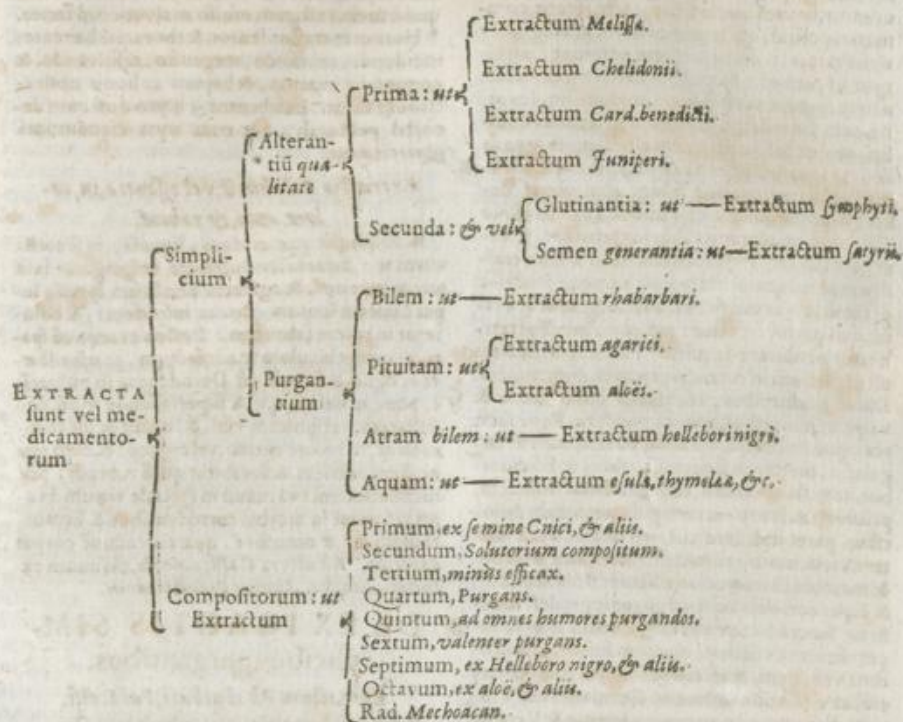 EXTRACTA
sunt vel me-
dicamento-
rum
Simpli-
cium
Alteran-
tiū qua-
litate
Prima: ut
Extractum Melissæ.
Extractum Chelidonii.
Extractum Card. benedicti.
Extractum Juniperi.
Secunda: & vel
Glutinantia: ut — Extractum symphyti.
Semen generantia: ut — Extractum satyrii.
Purgan-
tium
Bilem: ut — Extractum rhabarbari.
Pituitam: ut
Extractum agarici.
Extractum aloës.
Atram bilem: ut — Extractum hellebori nigri.
Aquam: ut — Extractum esulæ, thymeleæ, &c.
Compositorum: ut
Extractum
Primum, ex semine Cnici, & aliis.
Secundum, Solutorium compositum.
Tertium, minùs efficax.
Quartum, Purgans.
Quintum, ad omnes humores purgandos.
Sextum, valenter purgans.
Septimum, ex Helleboro nigro, & aliis.
Octavum, ex aloë, & aliis.
Rad. Mechoacan.